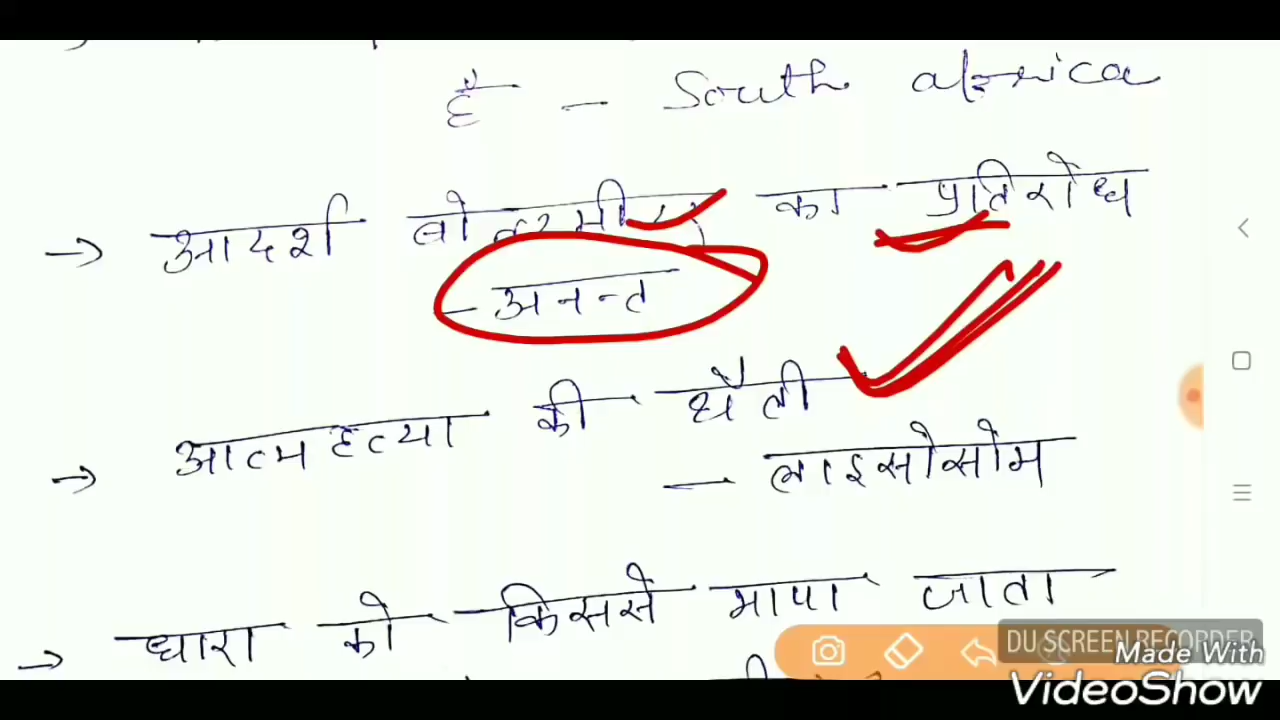 है – South africa
→ आदर्श वोल्टमीटर का प्रतिरोध
– अनन्त
→ आत्महत्या की थैली
– लाइसोसोम
→ धारा को किससे मापा जाता
DU SCREEN RECORDER
Made With
VideoShow